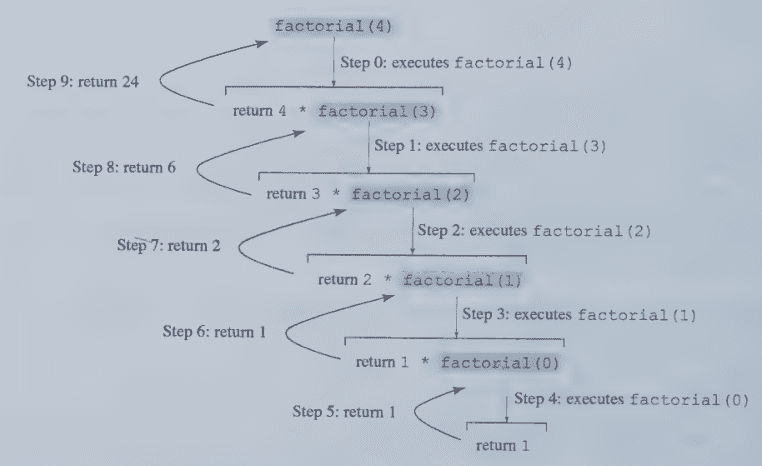 factorial(4)
Step 0: executes factorial(4)
Step 9: return 24
return 4 * factorial(3)
Step 1: executes factorial(3)
Step 8: return 6
return 3 * factorial(2)
Step 2: executes factorial(2)
Step 7: return 2
return 2 * factorial(1)
Step 3: executes factorial(1)
Step 6: return 1
return 1 * factorial(0)
Step 4: executes factorial(0)
Step 5: return 1
return 1